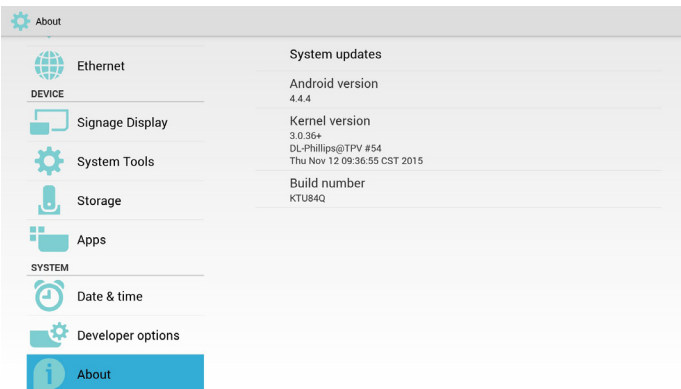 About
Ethernet
DEVICE
Signage Display
System Tools
Storage
Apps
SYSTEM
Date & time
Developer options
About
System updates
Android version
4.4.4
Kernel version
3.0.36+
DL-Phillips@TPV #54
Thu Nov 12 09:36:55 CST 2015
Build number
KTU84Q